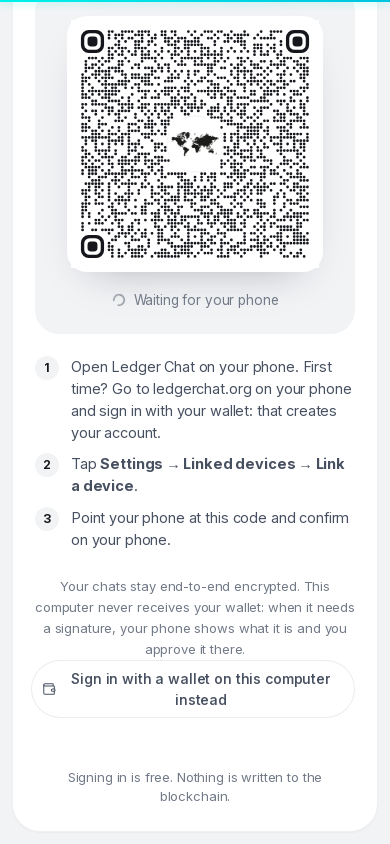 Waiting for your phone
1 Open Ledger Chat on your phone. First
time? Go to ledgerchat.org on your phone
and sign in with your wallet: that creates
your account.
2 Tap Settings → Linked devices → Link
a device.
3 Point your phone at this code and confirm
on your phone.
Your chats stay end-to-end encrypted. This
computer never receives your wallet: when it needs
a signature, your phone shows what it is and you
approve it there.
Sign in with a wallet on this computer
instead
Signing in is free. Nothing is written to the
blockchain.